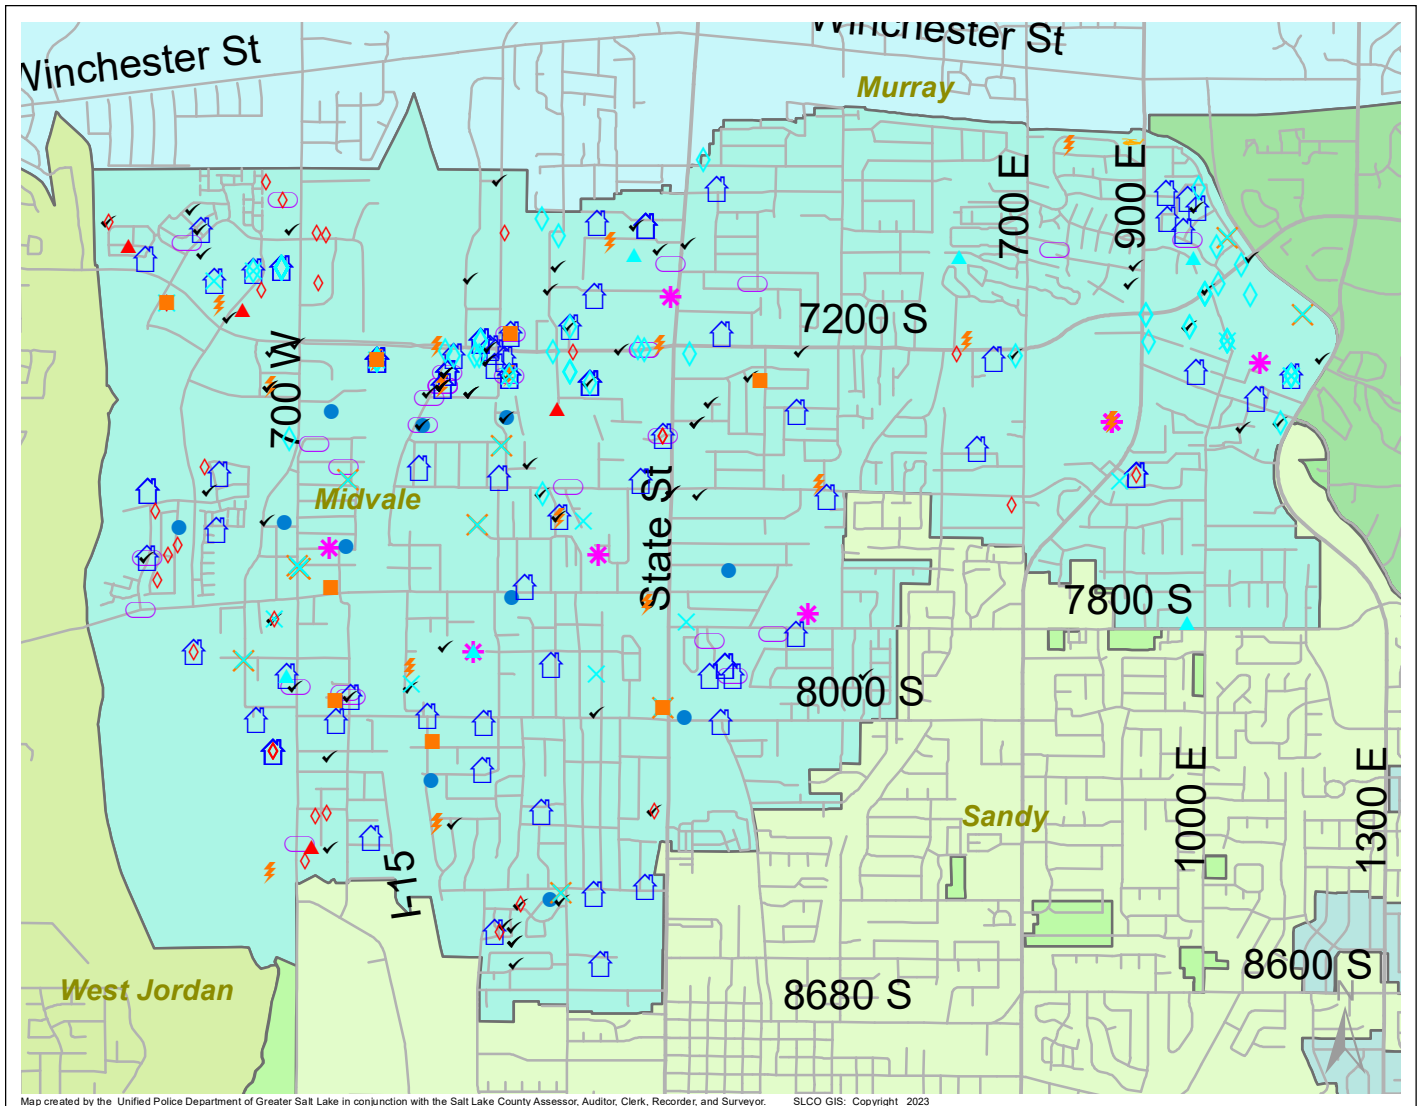 Winchester St
Winchester St
Murray
700 E
900 E
7200 S
700 W
Midvale
State St
7800 S
8000 S
1000 E
1300 E
Sandy
I-15
8600 S
West Jordan
8680 S
Map created by the Unified Police Department of Greater Salt Lake in conjunction with the Salt Lake County Assessor, Auditor, Clerk, Recorder, and Surveyor. SLCO GIS: Copyright 2023